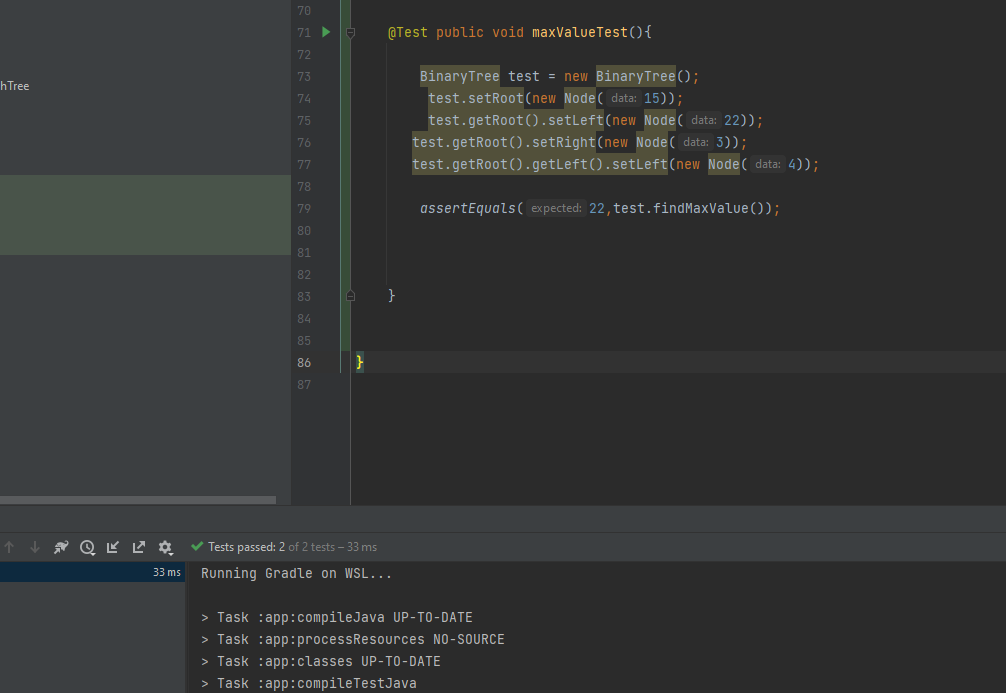 70
71 @Test public void maxValueTest(){
72
hTree
73 BinaryTree test = new BinaryTree();
74 test.setRoot(new Node( data: 15));
75 test.getRoot().setLeft(new Node( data: 22));
76 test.getRoot().setRight(new Node( data: 3));
77 test.getRoot().getLeft().setLeft(new Node( data: 4));
78
79 assertEquals( expected: 22,test.findMaxValue());
80
81
82
83 }
84
85
86 }
87
Tests passed: 2 of 2 tests – 33 ms
33 ms
Running Gradle on WSL...
> Task :app:compileJava UP-TO-DATE
> Task :app:processResources NO-SOURCE
> Task :app:classes UP-TO-DATE
> Task :app:compileTestJava